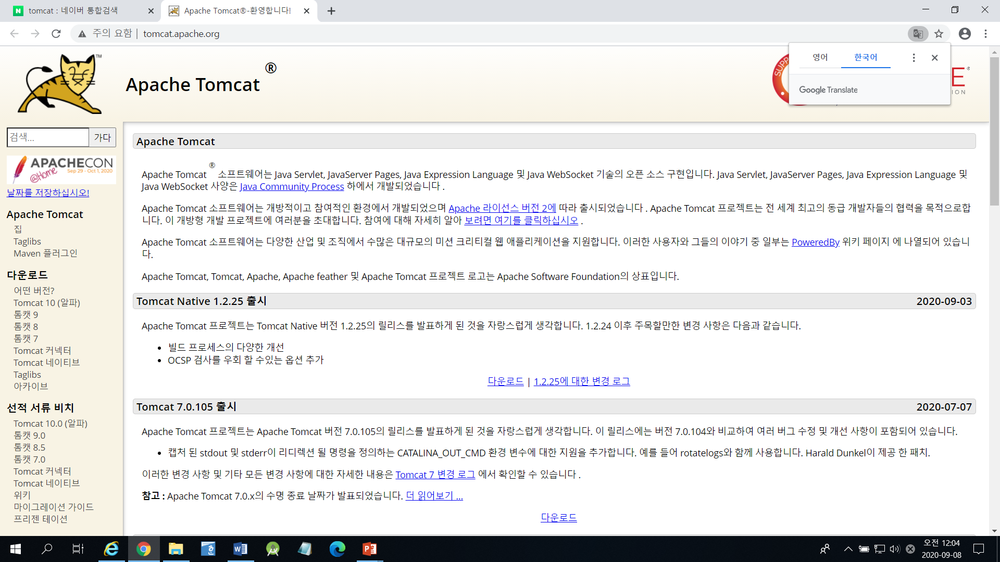 tomcat : 네이버 통합검색
Apache Tomcat®-환영합니다!
주의 요함
tomcat.apache.org
영어
한국어
Google Translate
Apache Tomcat ®
TM
SUPP
E
ION
검색...
가다
APACHECON
@Home
Sep 29 - Oct 1, 2020
날짜를 저장하십시오!
Apache Tomcat
집
Taglibs
Maven 플러그인
다운로드
어떤 버전?
Tomcat 10 (알파)
톰캣 9
톰캣 8
톰캣 7
Tomcat 커넥터
Tomcat 네이티브
Taglibs
아카이브
선적 서류 비치
Tomcat 10.0 (알파)
톰캣 9.0
톰캣 8.5
톰캣 7.0
Tomcat 커넥터
Tomcat 네이티브
위키
마이그레이션 가이드
프리젠 테이션
Apache Tomcat
Apache Tomcat ® 소프트웨어는 Java Servlet, JavaServer Pages, Java Expression Language 및 Java WebSocket 기술의 오픈 소스 구현입니다. Java Servlet, JavaServer Pages, Java Expression Language 및
Java WebSocket 사양은 Java Community Process 하에서 개발되었습니다 .
Apache Tomcat 소프트웨어는 개방적이고 참여적인 환경에서 개발되었으며 Apache 라이선스 버전 2에 따라 출시되었습니다 . Apache Tomcat 프로젝트는 전 세계 최고의 동급 개발자들의 협력을 목적으로합
니다. 이 개방형 개발 프로젝트에 여러분을 초대합니다. 참여에 대해 자세히 알아 보려면 여기를 클릭하십시오 .
Apache Tomcat 소프트웨어는 다양한 산업 및 조직에서 수많은 대규모의 미션 크리티컬 웹 애플리케이션을 지원합니다. 이러한 사용자와 그들의 이야기 중 일부는 PoweredBy 위키 페이지 에 나열되어 있습니
다.
Apache Tomcat, Tomcat, Apache, Apache feather 및 Apache Tomcat 프로젝트 로고는 Apache Software Foundation의 상표입니다.
Tomcat Native 1.2.25 출시 2020-09-03
Apache Tomcat 프로젝트는 Tomcat Native 버전 1.2.25의 릴리스를 발표하게 된 것을 자랑스럽게 생각합니다. 1.2.24 이후 주목할만한 변경 사항은 다음과 같습니다.
• 빌드 프로세스의 다양한 개선
• OCSP 검사를 우회 할 수있는 옵션 추가
다운로드 | 1.2.25에 대한 변경 로그
Tomcat 7.0.105 출시 2020-07-07
Apache Tomcat 프로젝트는 Apache Tomcat 버전 7.0.105의 릴리스를 발표하게 된 것을 자랑스럽게 생각합니다. 이 릴리스에는 버전 7.0.104와 비교하여 여러 버그 수정 및 개선 사항이 포함되어 있습니다.
• 캡처 된 stdout 및 stderr이 리디렉션 될 명령을 정의하는 CATALINA_OUT_CMD 환경 변수에 대한 지원을 추가합니다. 예를 들어 rotatelogs와 함께 사용합니다. Harald Dunkel이 제공 한 패치.
이러한 변경 사항 및 기타 모든 변경 사항에 대한 자세한 내용은 Tomcat 7 변경 로그 에서 확인할 수 있습니다 .
참고 : Apache Tomcat 7.0.x의 수명 종료 날짜가 발표되었습니다. 더 읽어보기 ...
다운로드
오전 12:04
2020-09-08